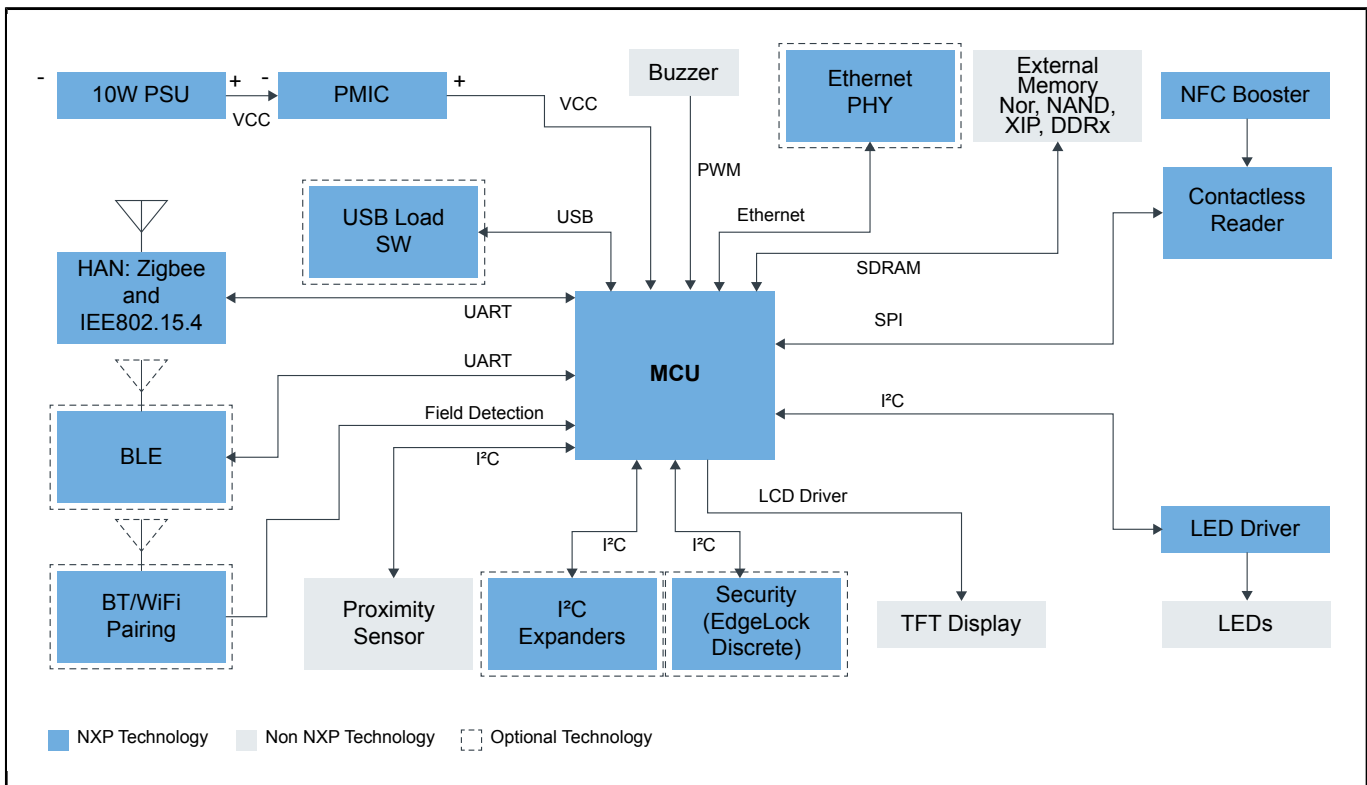 -
10W PSU
+
VCC
-
PMIC
+
VCC
Buzzer
PWM
Ethernet
PHY
Ethernet
External
Memory
Nor, NAND,
XIP, DDRx
SDRAM
NFC Booster
Contactless
Reader
SPI
USB Load
SW
USB
HAN: Zigbee
and
IEE802.15.4
UART
MCU
UART
BLE
Field Detection
I²C
I²C
BT/WiFi
Pairing
Proximity
Sensor
I²C
I²C
Expanders
I²C
Security
(EdgeLock
Discrete)
LCD Driver
TFT Display
LED Driver
LEDs
NXP Technology
Non NXP Technology
Optional Technology